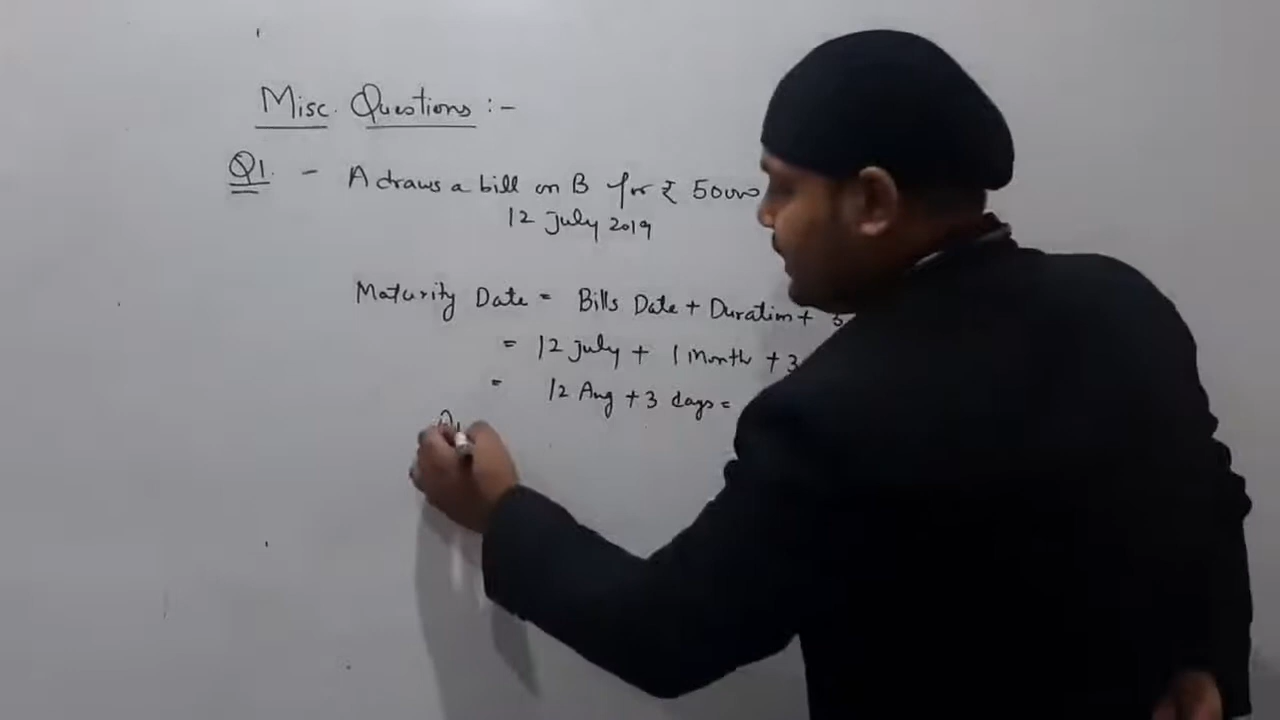 Misc. Questions :-
Q1. - A draws a bill on B for ₹ 5000
12 july 2019
Maturity Date = Bills Date + Duration + 3
= 12 july + 1 Month + 3
= 12 Aug + 3 days =